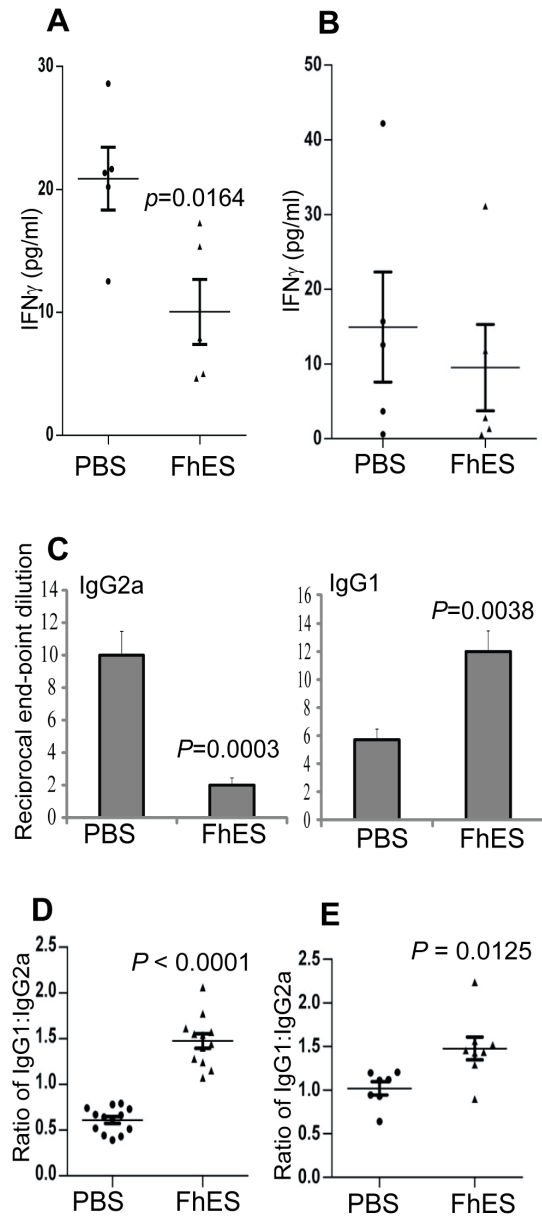 A
30
20
10
0
IFNγ (pg/ml)
p=0.0164
PBS FhES
B
50
40
30
20
10
0
IFNγ (pg/ml)
PBS FhES
C
Reciprocal end-point dilution
IgG2a
14
12
10
8
6
4
2
0
P=0.0003
PBS FhES
IgG1
16
14
12
10
8
6
4
2
0
P=0.0038
PBS FhES
D
2.5
2.0
1.5
1.0
0.5
0.0
Ratio of IgG1:IgG2a
P < 0.0001
PBS FhES
E
2.5
2.0
1.5
1.0
0.5
0.0
Ratio of IgG1:IgG2a
P = 0.0125
PBS FhES